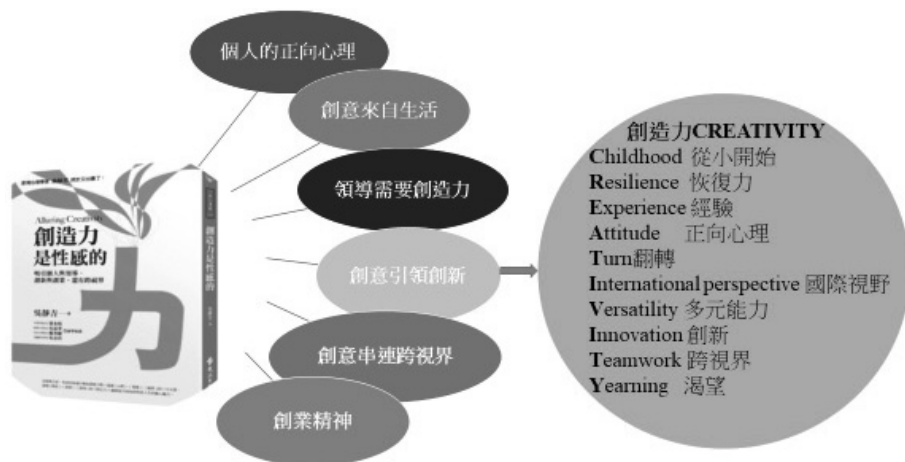 個人的正向心理
創意來自生活
領導需要創造力
創意引領創新
創意串連跨視界
創業精神
Alluring Creativity
創造力
是性感的
吳靜吉
創造力是性感的
創造力CREATIVITY
Childhood 從小開始
Resilience 恢復力
Experience 經驗
Attitude 正向心理
Turn翻轉
International perspective 國際視野
Versatility 多元能力
Innovation 創新
Teamwork 跨視界
Yearning 渴望